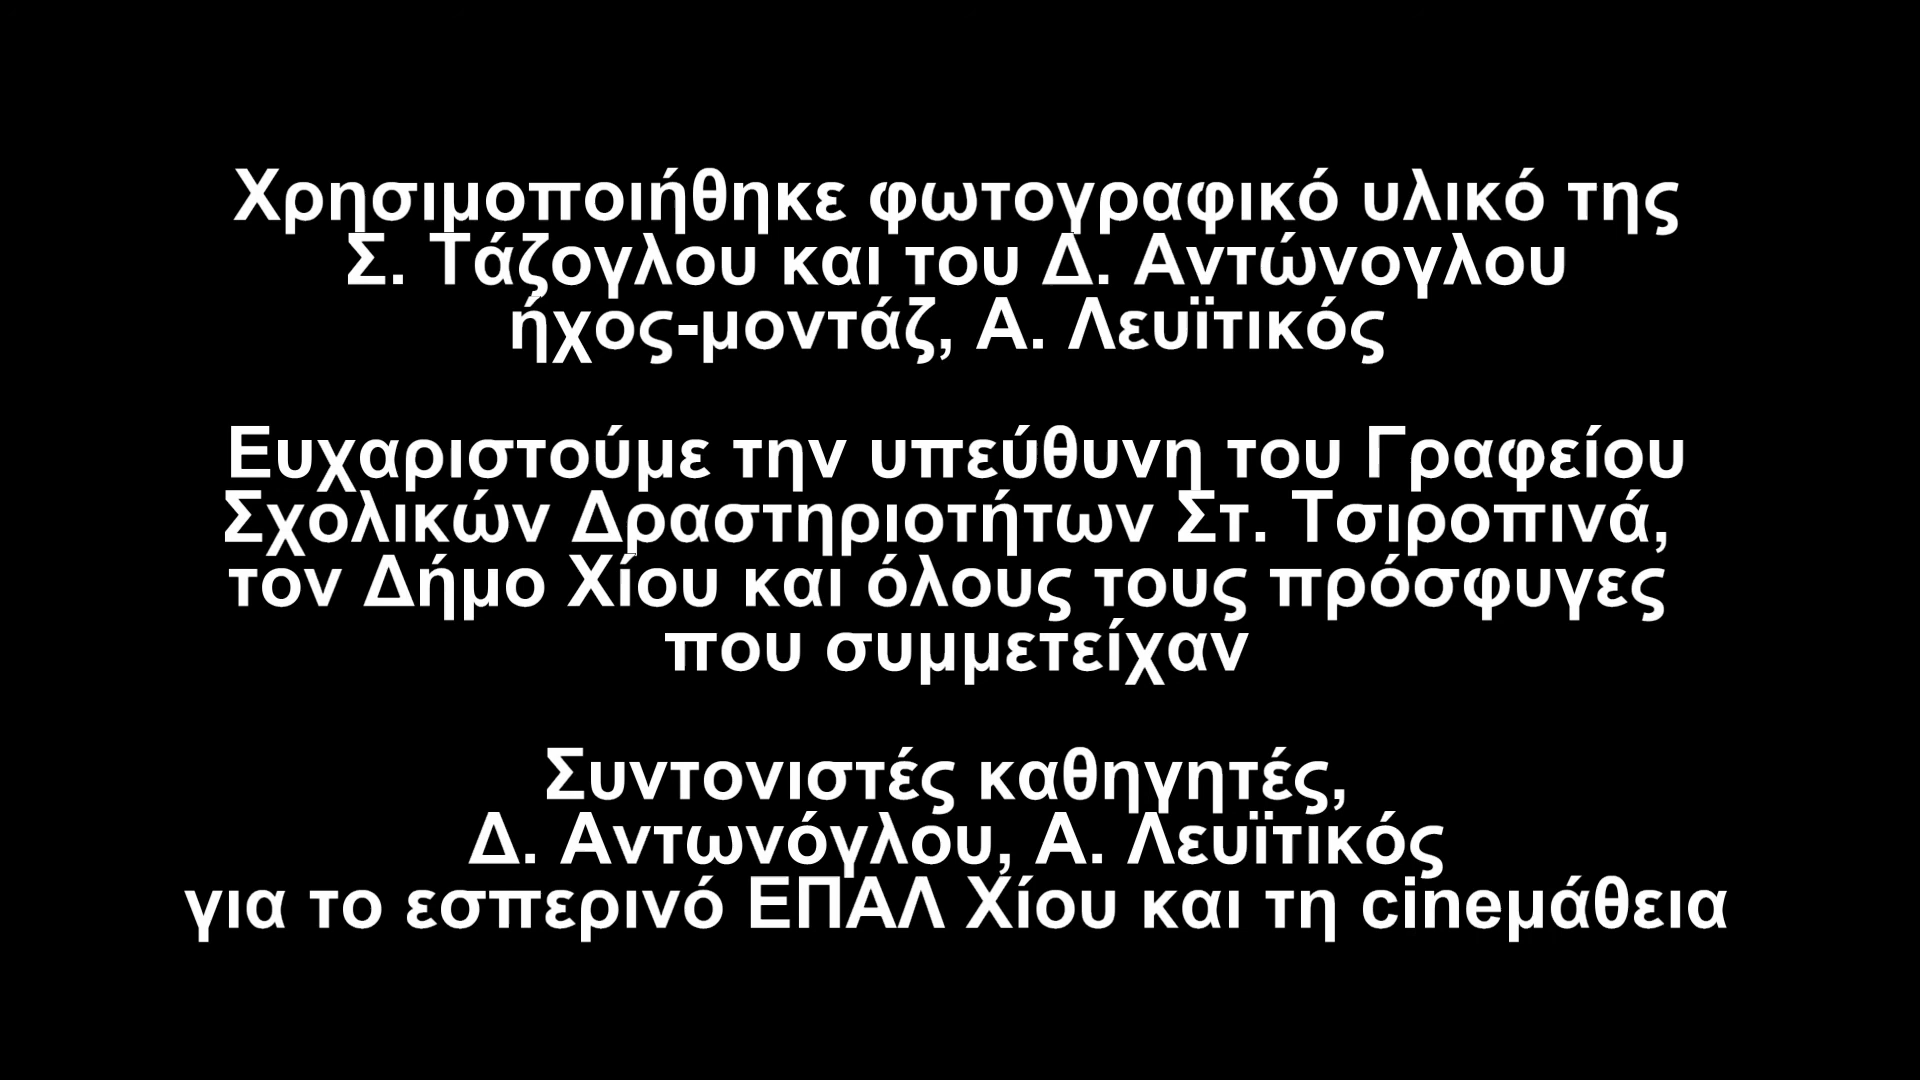 Χρησιμοποιήθηκε φωτογραφικό υλικό της
Σ. Τάζογλου και του Δ. Αντώνογλου
ήχος-μοντάζ, Α. Λευϊτικός
Ευχαριστούμε την υπεύθυνη του Γραφείου
Σχολικών Δραστηριοτήτων Στ. Τσιροπινά,
τον Δήμο Χίου και όλους τους πρόσφυγες
που συμμετείχαν
Συντονιστές καθηγητές,
Δ. Αντωνόγλου, Α. Λευϊτικός
για το εσπερινό ΕΠΑΛ Χίου και τη cineμάθεια